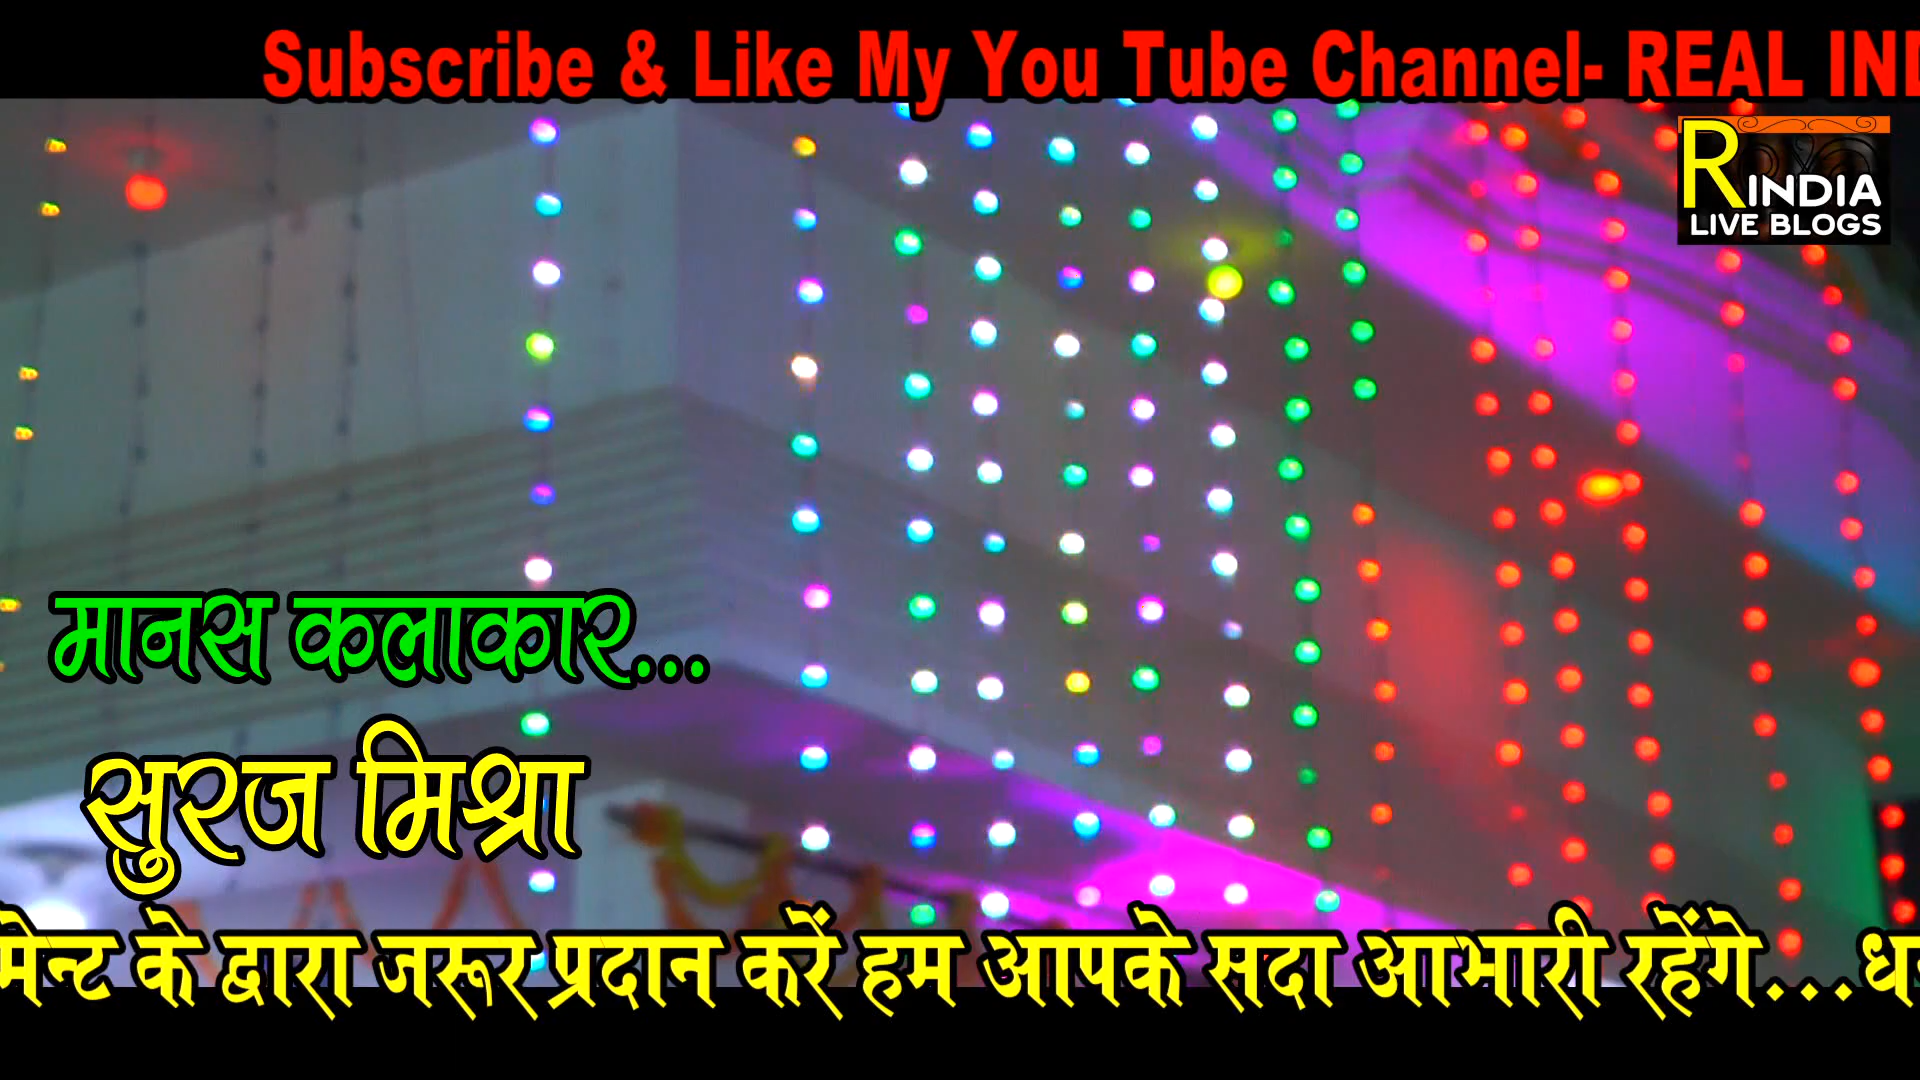 Subscribe & Like My You Tube Channel- REAL IND
R INDIA
LIVE BLOGS
मानस कलाकार...
सुरज मिश्रा
मेन्ट के द्वारा जरूर प्रदान करें हम आपके सदा आभारी रहेंगे...